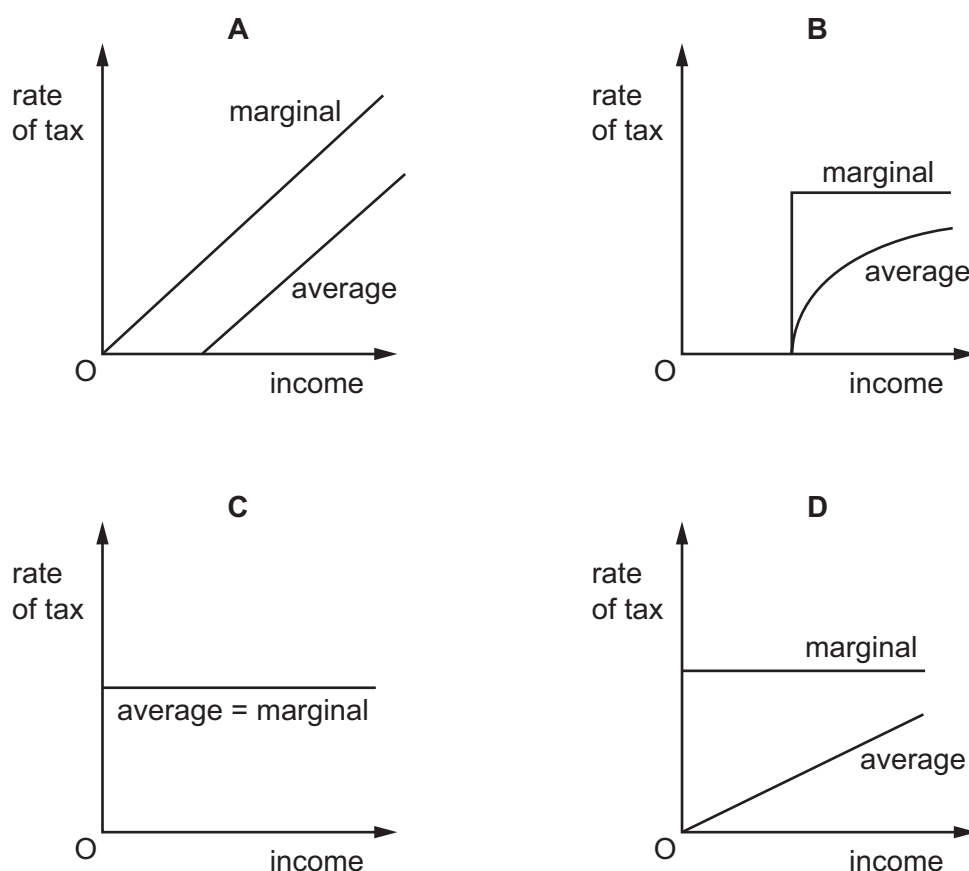 A
rate
of tax
marginal
average
O
income
B
rate
of tax
marginal
average
O
income
C
rate
of tax
average = marginal
O
income
D
rate
of tax
marginal
average
O
income